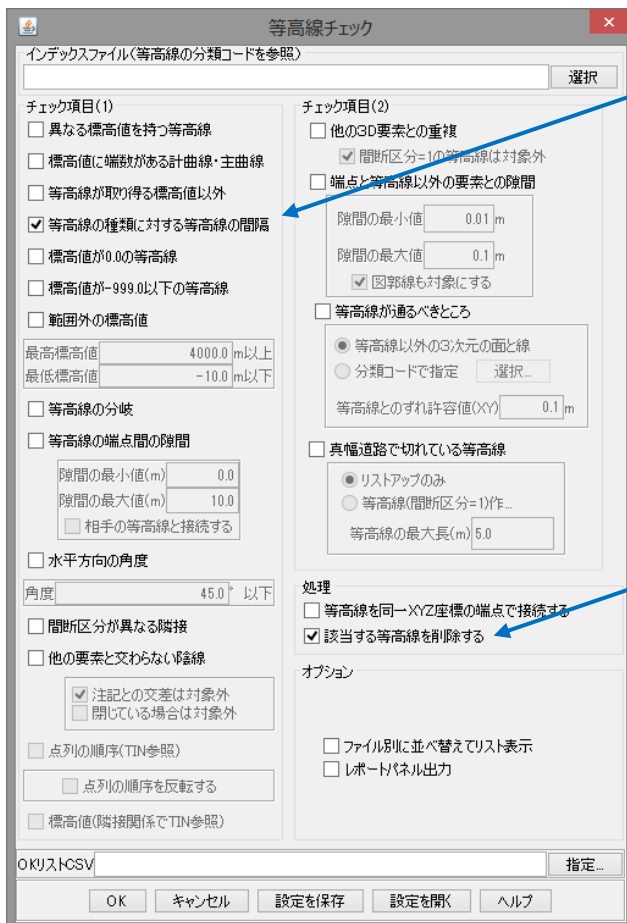 等高線チェック
インデックスファイル(等高線の分類コードを参照)
選択
チェック項目(1)
異なる標高値を持つ等高線
標高値に端数がある計曲線・主曲線
等高線が取り得る標高値以外
等高線の種類に対する等高線の間隔
標高値が0.0の等高線
標高値が-999.0以下の等高線
範囲外の標高値
最高標高値 4000.0 m以上
最低標高値 -10.0 m以下
等高線の分岐
等高線の端点間の隙間
隙間の最小値(m) 0.0
隙間の最大値(m) 10.0
相手の等高線と接続する
水平方向の角度
角度 45.0 ° 以下
間断区分が異なる隣接
他の要素と交わらない陰線
注記との交差は対象外
閉じている場合は対象外
点列の順序(TIN参照)
点列の順序を反転する
標高値(隣接関係でTIN参照)
チェック項目(2)
他の3D要素との重複
間断区分=1の等高線は対象外
端点と等高線以外の要素との隙間
隙間の最小値 0.01 m
隙間の最大値 0.1 m
図郭線も対象にする
等高線が通るべきところ
等高線以外の3次元の面と線
分類コードで指定 選択...
等高線とのずれ許容値(XY) 0.1 m
真幅道路で切れている等高線
リストアップのみ
等高線(間断区分=1)作...
等高線の最大長(m) 5.0
処理
等高線を同一XYZ座標の端点で接続する
該当する等高線を削除する
オプション
ファイル別に並べ替えてリスト表示
レポートパネル出力
OKリストCSV 指定...
OK キャンセル 設定を保存 設定を開く ヘルプ